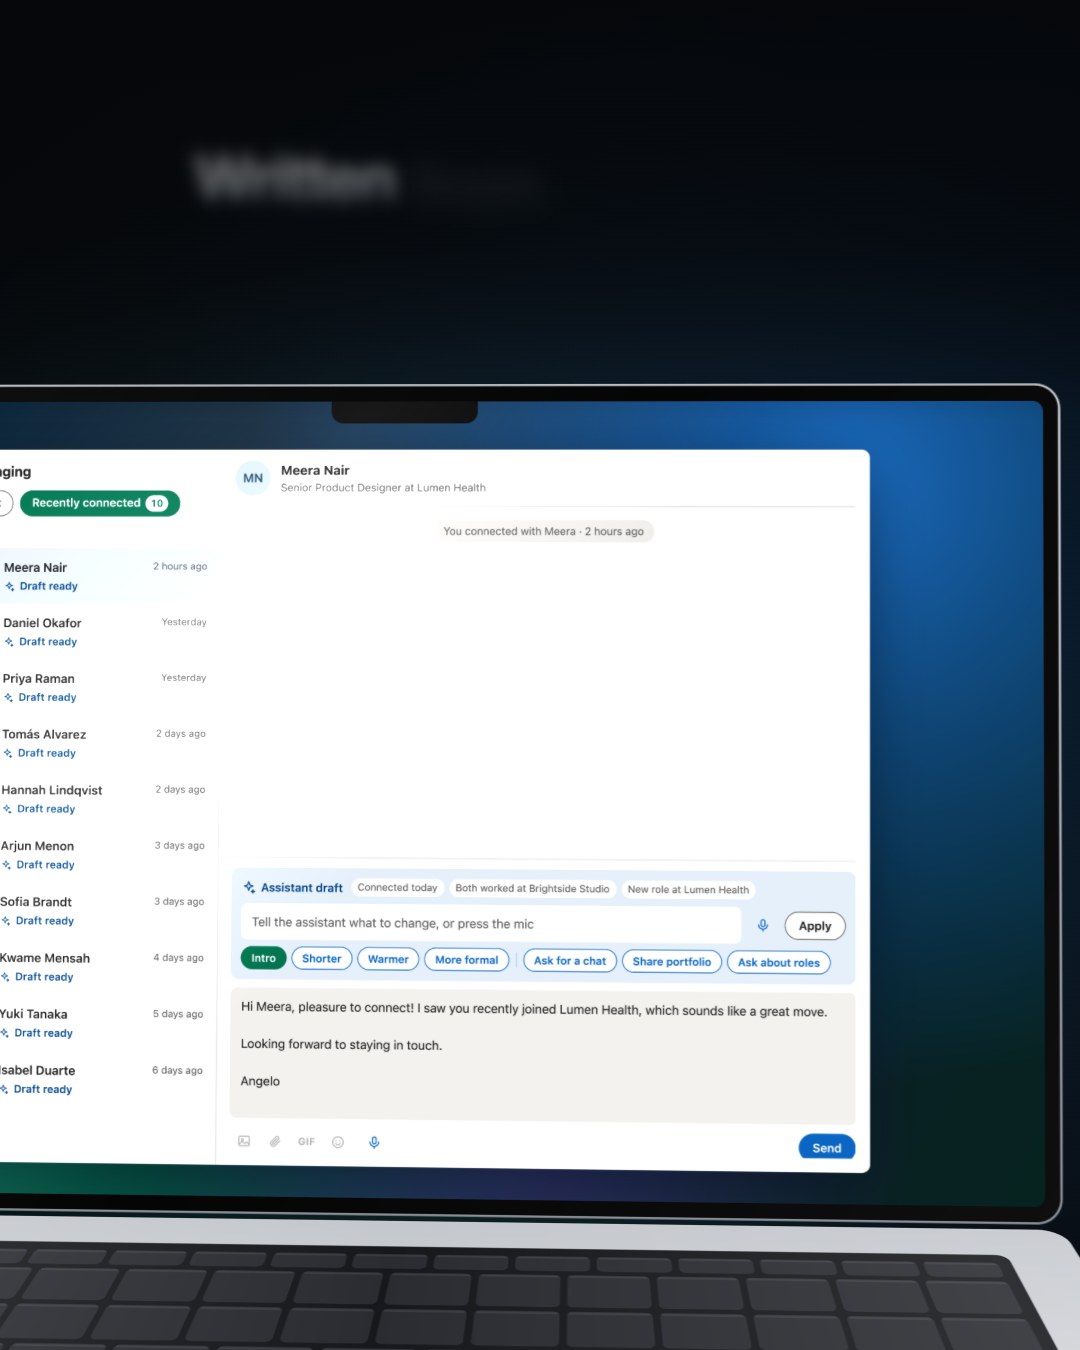 Written
Recently connected 10
Meera Nair
2 hours ago
Draft ready
Daniel Okafor
Yesterday
Draft ready
Priya Raman
Yesterday
Draft ready
Tomás Alvarez
2 days ago
Draft ready
Hannah Lindqvist
2 days ago
Draft ready
Arjun Menon
3 days ago
Draft ready
Sofia Brandt
3 days ago
Draft ready
Kwame Mensah
4 days ago
Draft ready
Yuki Tanaka
5 days ago
Draft ready
Isabel Duarte
6 days ago
Draft ready
MN
Meera Nair
Senior Product Designer at Lumen Health
You connected with Meera · 2 hours ago
Assistant draft
Connected today
Both worked at Brightside Studio
New role at Lumen Health
Tell the assistant what to change, or press the mic
Apply
Intro
Shorter
Warmer
More formal
Ask for a chat
Share portfolio
Ask about roles
Hi Meera, pleasure to connect! I saw you recently joined Lumen Health, which sounds like a great move.
Looking forward to staying in touch.
Angelo
GIF
Send